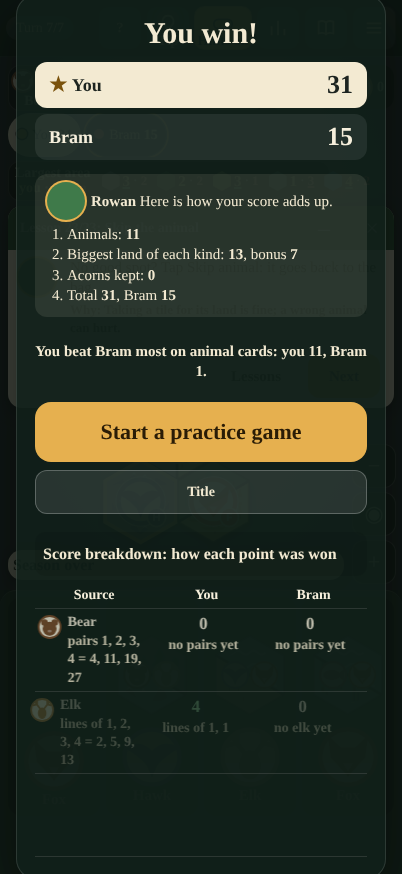 You win!
★ You 31
Bram 15
Rowan Here is how your score adds up.
1. Animals: 11
2. Biggest land of each kind: 13, bonus 7
3. Acorns kept: 0
4. Total 31, Bram 15
You beat Bram most on animal cards: you 11, Bram
1.
Start a practice game
Title
Score breakdown: how each point was won
Source You Bram
Bear 0 0
pairs 1, 2, 3, no pairs yet no pairs yet
4 = 4, 11, 19,
27
Elk 4 0
lines of 1, 2, lines of 1, 1 no elk yet
3, 4 = 2, 5, 9,
13